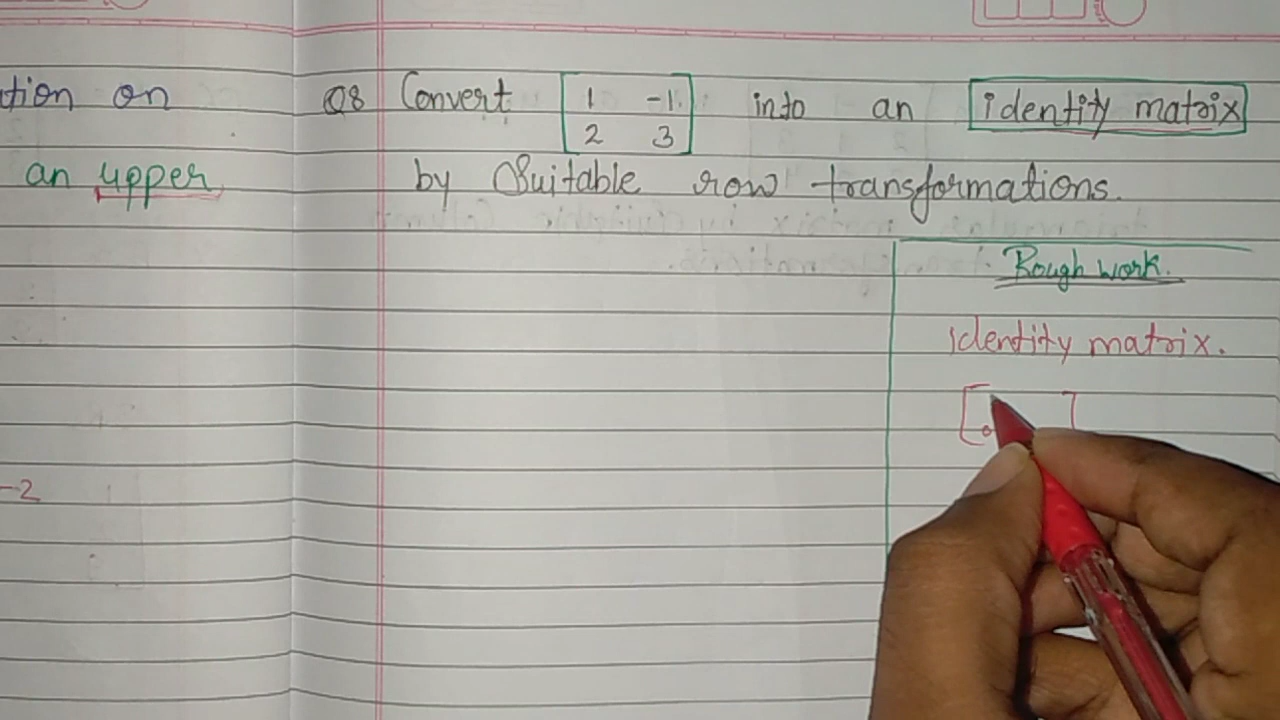 tion on
an upper
-2
Q8 Convert [1 -1
2 3] into an identity matrix
by Suitable row transformations.
Rough work.
identity matrix.
[
0 ]